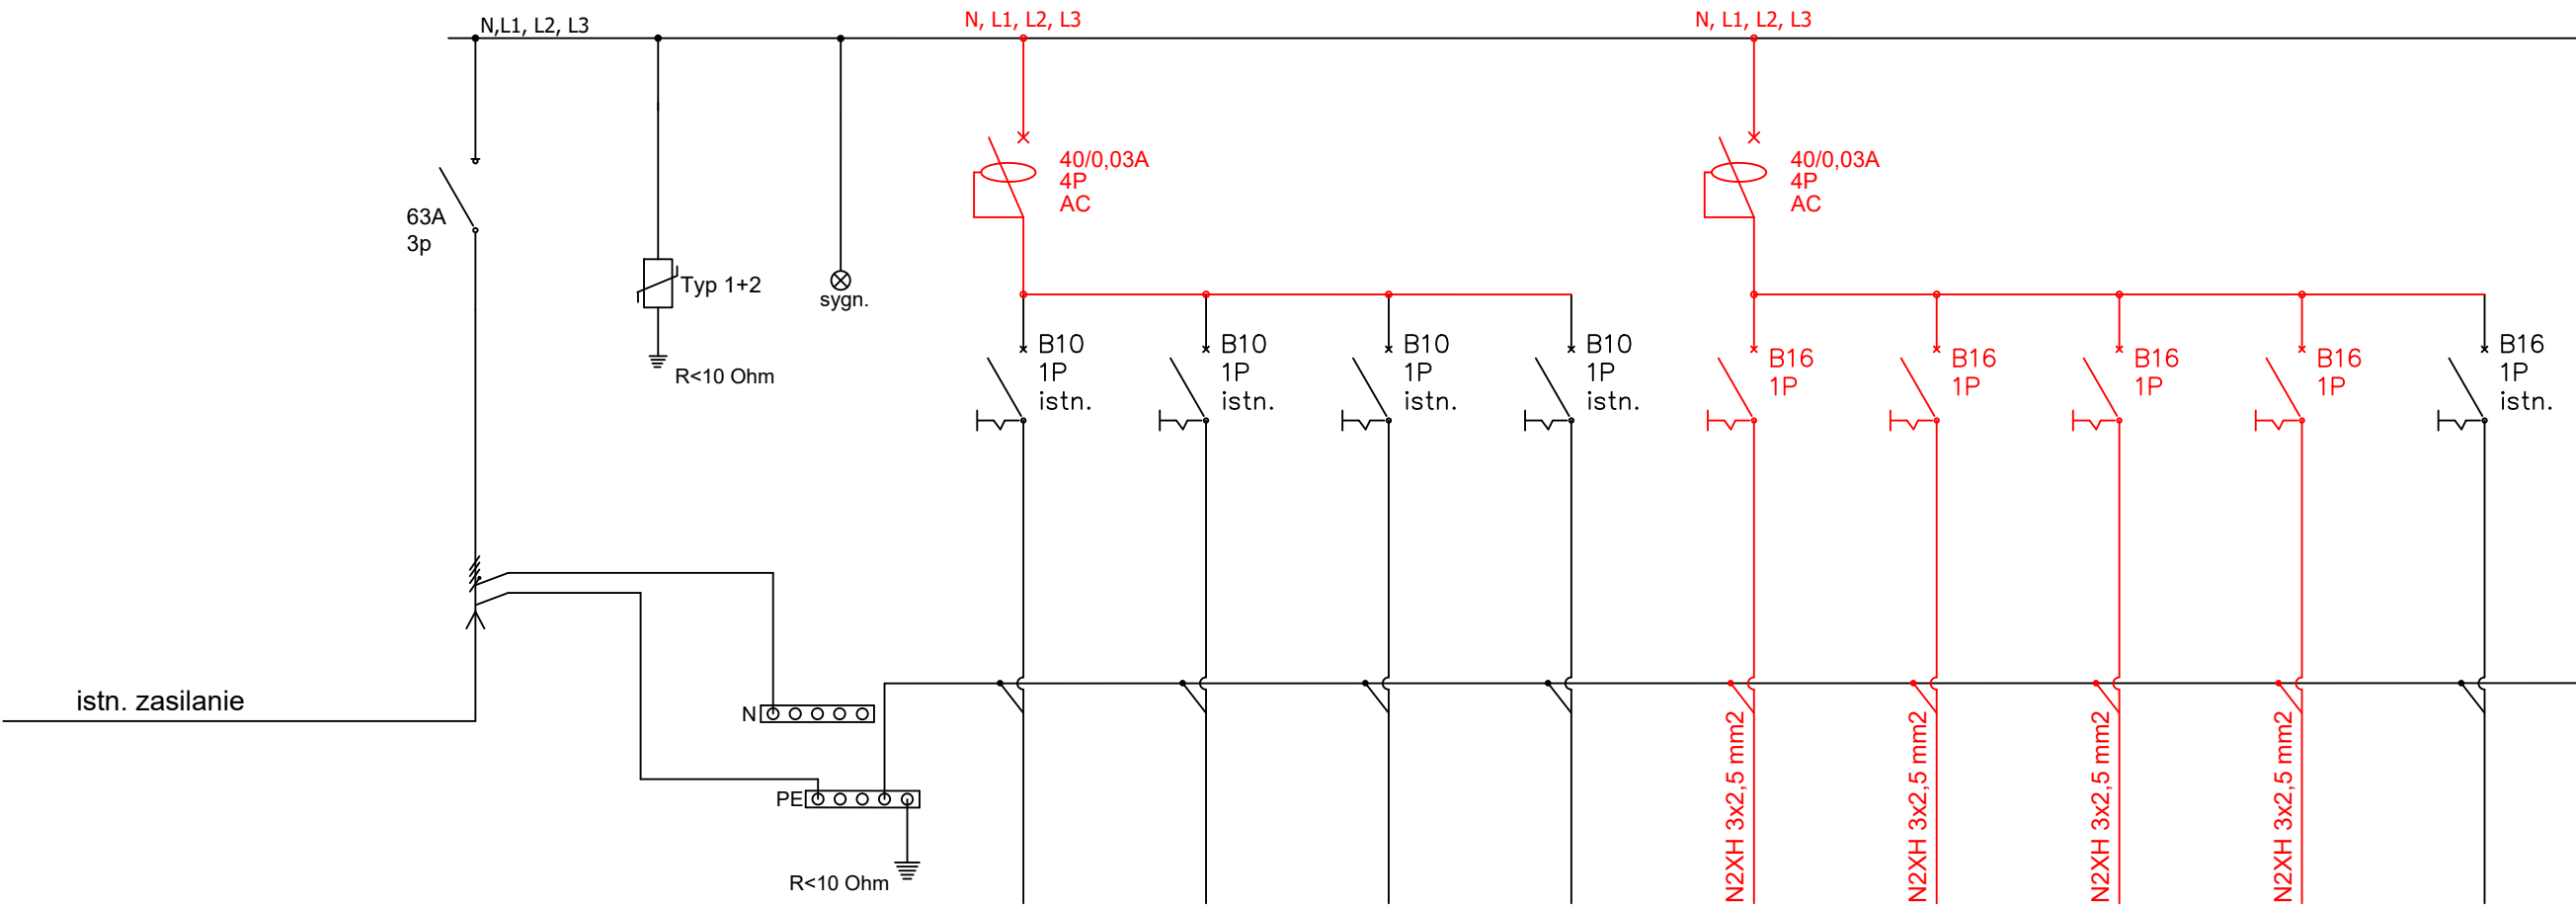 N,L1, L2, L3
N, L1, L2, L3
N, L1, L2, L3
40/0,03A
4P
AC
40/0,03A
4P
AC
63A
3p
Typ 1+2
sygn.
R<10 Ohm
B10
1P
istn.
B10
1P
istn.
B10
1P
istn.
B10
1P
istn.
B16
1P
B16
1P
B16
1P
B16
1P
B16
1P
istn.
istn. zasilanie
N
PE
R<10 Ohm
N2XH 3x2,5 mm2
N2XH 3x2,5 mm2
N2XH 3x2,5 mm2
N2XH 3x2,5 mm2